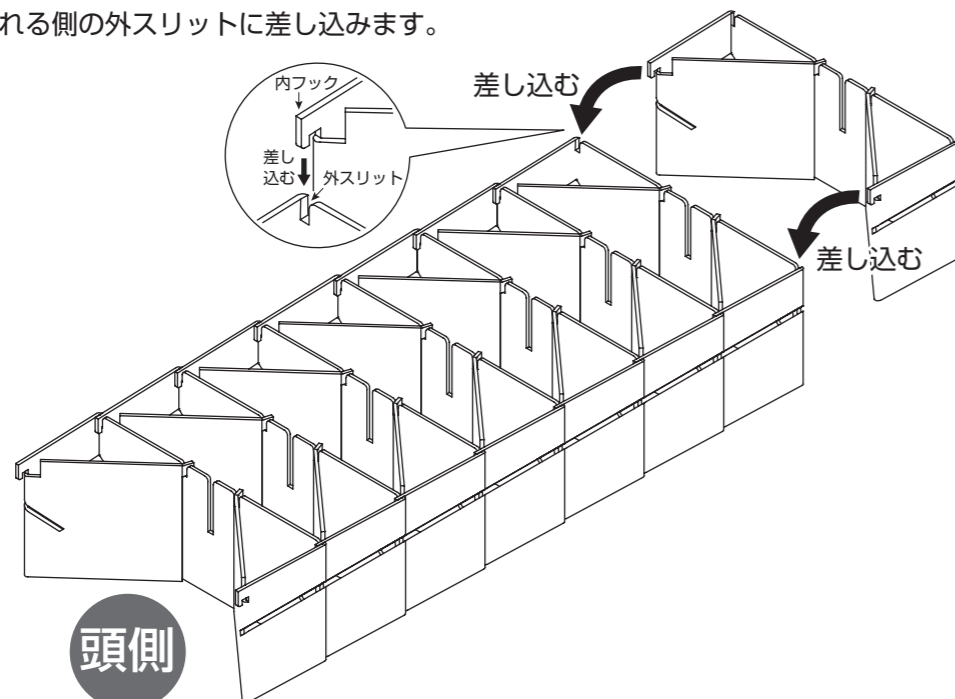 れる側の外スリットに差し込みます。
差し込む
内フック
差し
込む
外スリット
差し込む
頭側